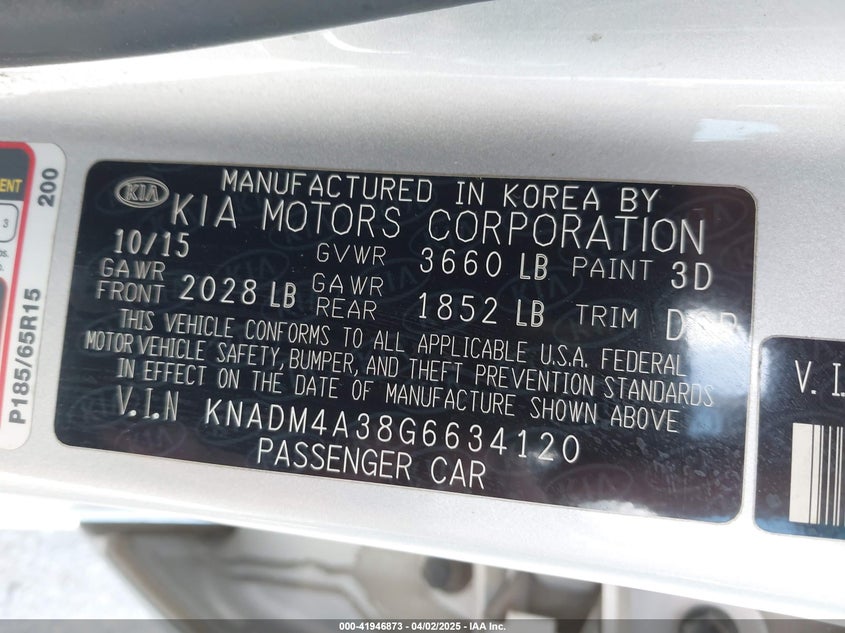 ENT
3
bs.
200
P185/65R15
KIA
MANUFACTURED IN KOREA BY
KIA MOTORS CORPORATION
10/15 GVWR 3660 LB PAINT 3D
GAWR FRONT 2028 LB GAWR REAR 1852 LB TRIM
THIS VEHICLE CONFORMS TO ALL APPLICABLE U.S.A. FEDERAL
MOTOR VEHICLE SAFETY, BUMPER, AND THEFT PREVENTION STANDARDS
IN EFFECT ON THE DATE OF MANUFACTURE SHOWN ABOVE
V.I.N KNADM4A38G6634120
PASSENGER CAR
V. I.
000-41946873 - 04/02/2025 - IAA Inc.